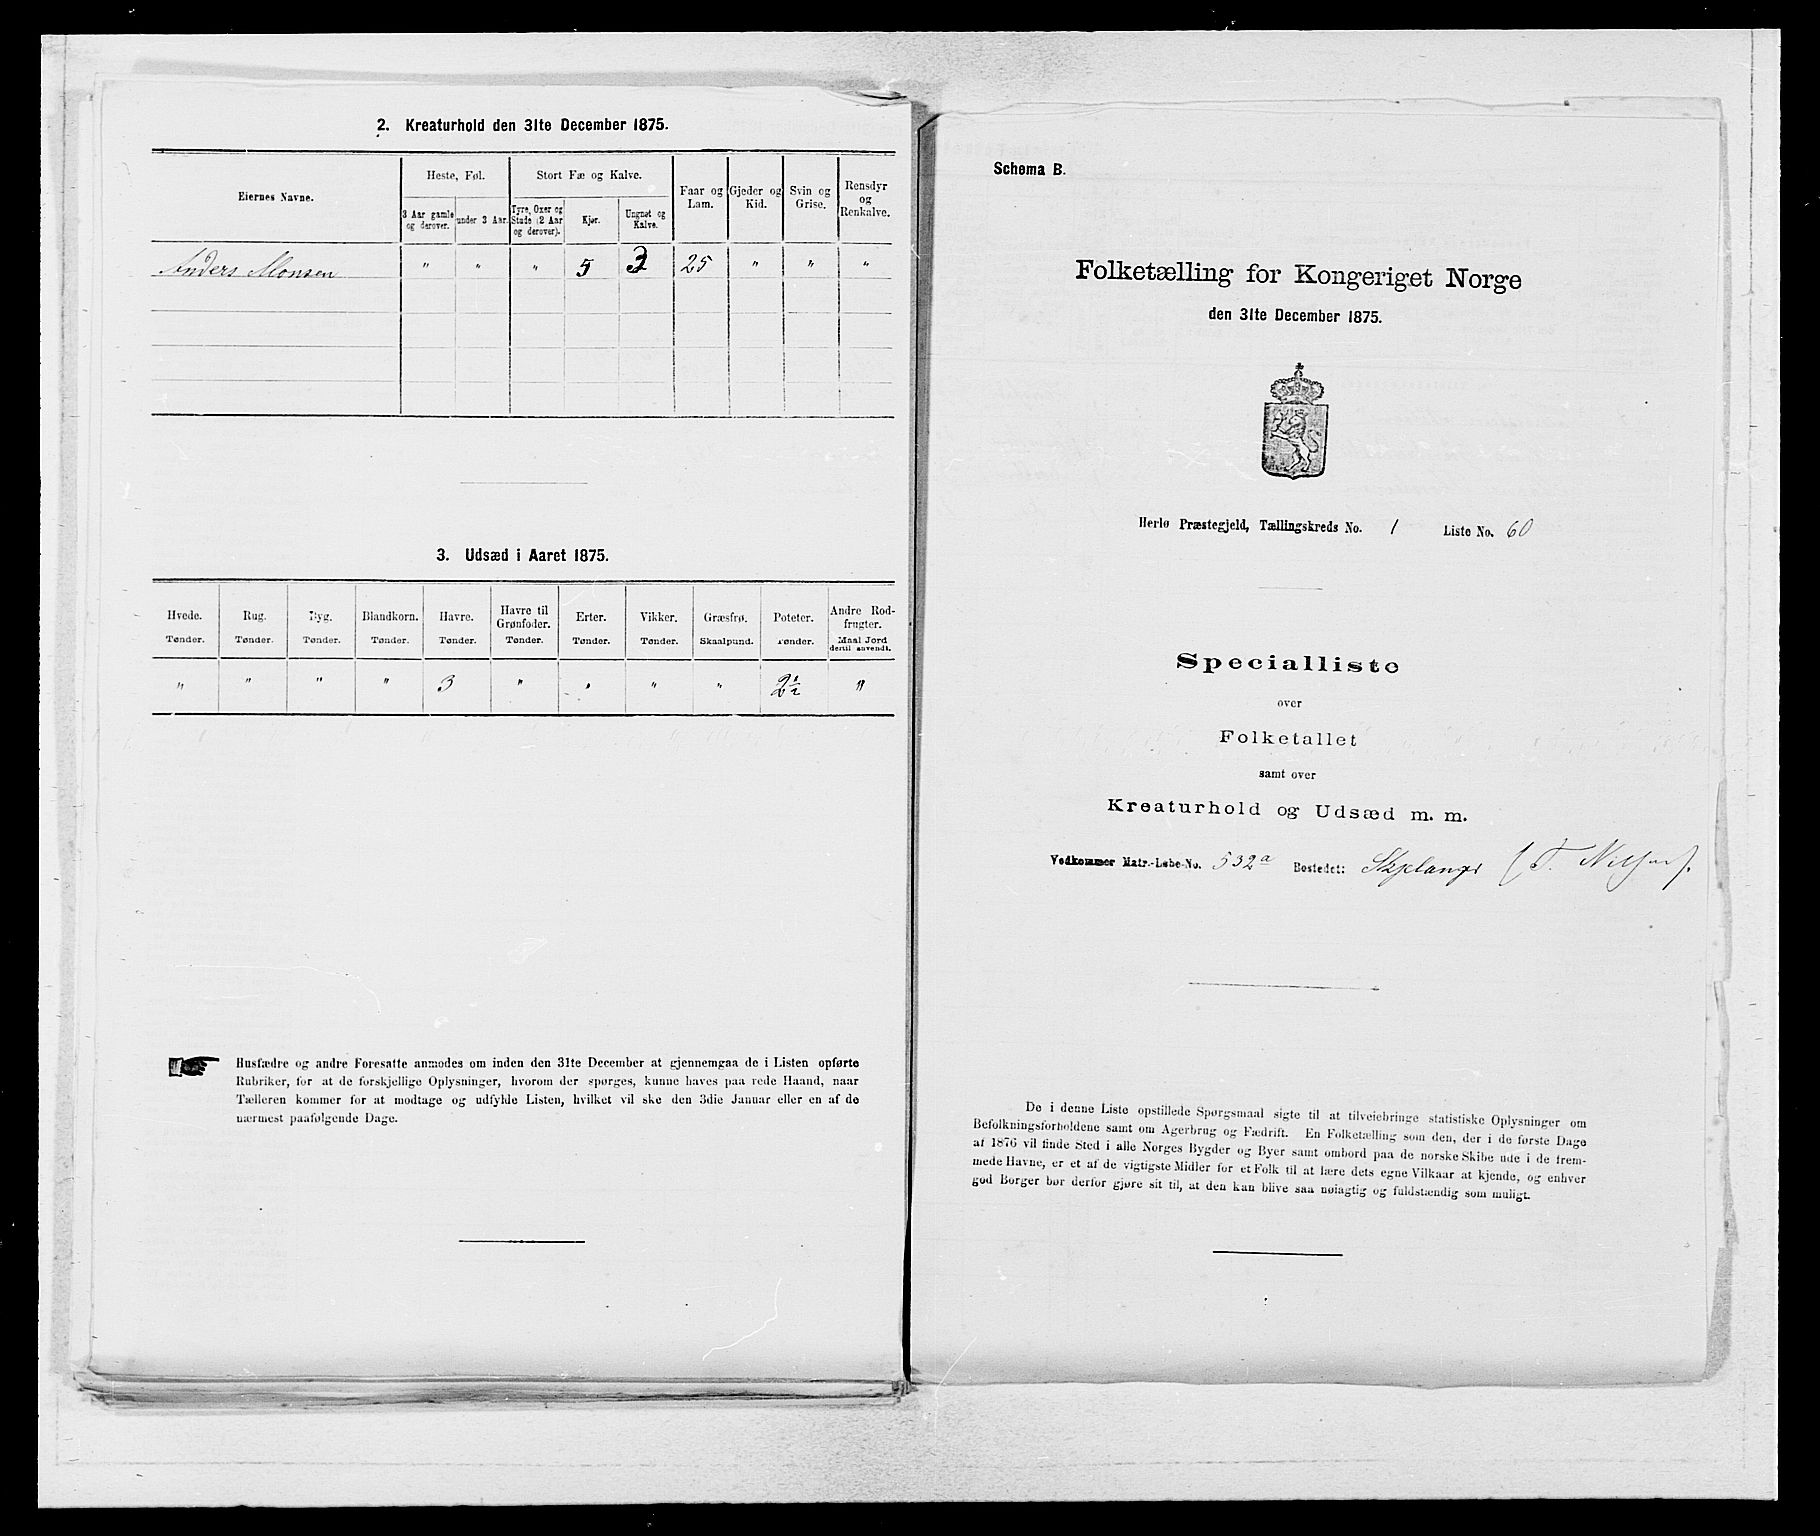 2. Kreaturhold den 31te December 1875.
Eiernes Navne.
Heste, Føl.
Stort Fæ og Kalve.
Faar og Lam.
Gjeder og Kid.
Svin og Grise.
Rensdyr og Renkalve.
3 Aar gamle og derover.
under 3 Aar.
Tyre, Oxer og Stude (2 Aar og derover).
Kjør.
Ungnøt og Kalve.
Anders Monsen " " " 5 3 25 " " "
3. Udsæd i Aaret 1875.
Hvede. Rug. Byg. Blandkorn. Havre. Havre til Grønfoder. Erter. Vikker. Græsfrø. Poteter. Andre Rodfrugter.
Tønder. Tønder. Tønder. Tønder. Tønder. Tønder. Tønder. Tønder. Skaalpund. Tønder. Maal Jord dertil anvendt.
" " " " 3 " " " " 2½ "
Husfædre og andre Foresatte anmodes om inden den 31te December at gjennemgaa de i Listen opførte
Rubriker, for at de forskjellige Oplysninger, hvorom der spørges, kunne haves paa rede Haand, naar
Tælleren kommer for at modtage og udfylde Listen, hvilket vil ske den 3die Januar eller en af de
nærmest paafølgende Dage.
Schema B.
Folketælling for Kongeriget Norge
den 31te December 1875.
Herlø Præstegjeld, Tællingskreds No. 1 Liste No. 60
Specialliste
over
Folketallet
samt over
Kreaturhold og Udsæd m. m.
Vedkommer Matr.-Løbe-No. 532a Bostedet: Skjelanger (T. Nilsen).
De i denne Liste opstillede Spørgsmaal sigte til at tilveiebringe statistiske Oplysninger om
Befolkningsforholdene samt om Agerbrug og Fædrift. En Folketælling som den, der i de første Dage
af 1876 vil finde Sted i alle Norges Bygder og Byer samt ombord paa de norske Skibe ude i de frem-
mede Havne, er et af de vigtigste Midler for et Folk til at lære dets egne Vilkaar at kjende, og enhver
god Borger bør derfor gjøre sit til, at den kan blive saa nøiagtig og fuldstændig som muligt.